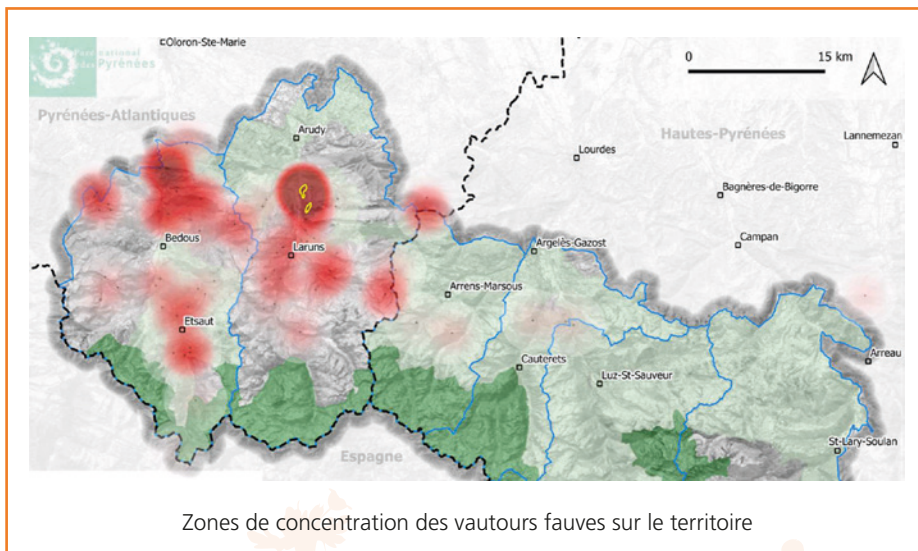 Parc national
des Pyrénées
Oloron-Ste-Marie
0 15 km
Pyrénées-Atlantiques
Arudy
Hautes-Pyrénées
Lannemezan
Lourdes
Bagnères-de-Bigorre
Bedous
Laruns
Argelès-Gazost
Campan
Arrens-Marsous
Etsaut
Cauterets
Arreau
Luz-St-Sauveur
Espagne
St-Lary-Soulan
Zones de concentration des vautours fauves sur le territoire